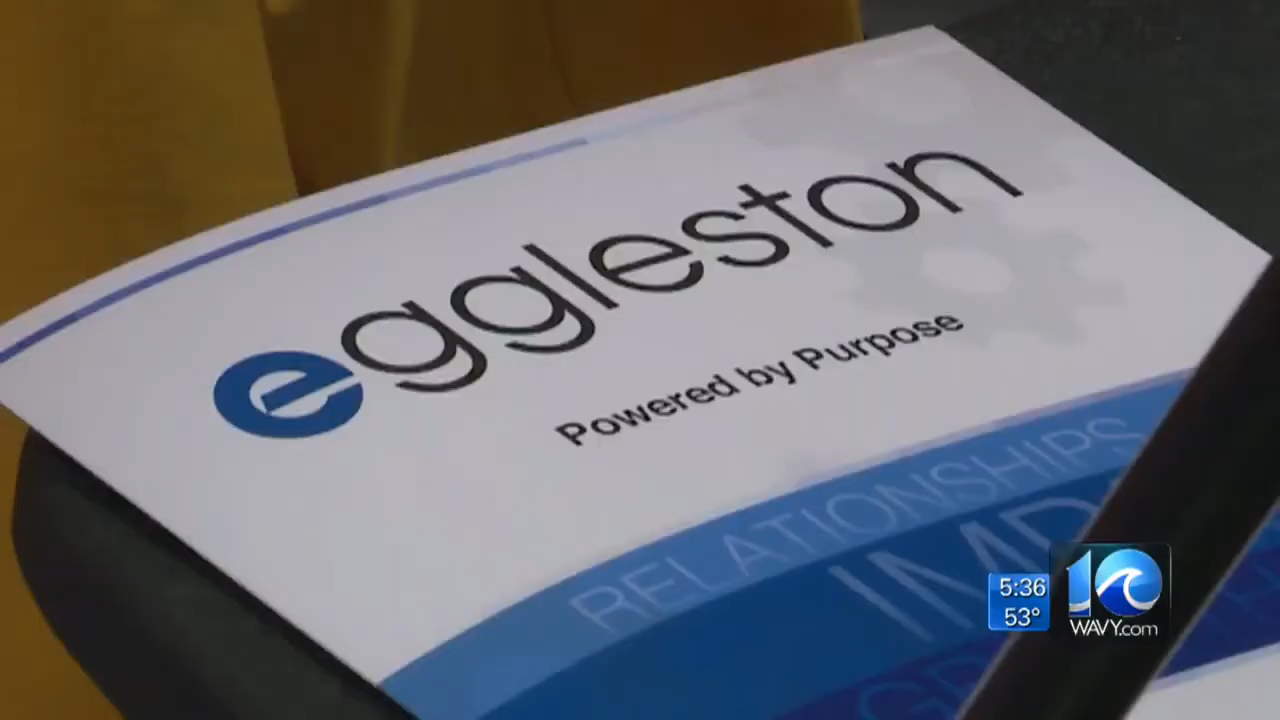 eggleston
Powered by Purpose
RELATIONSHIPS
5:36
53°
10
WAVY.com